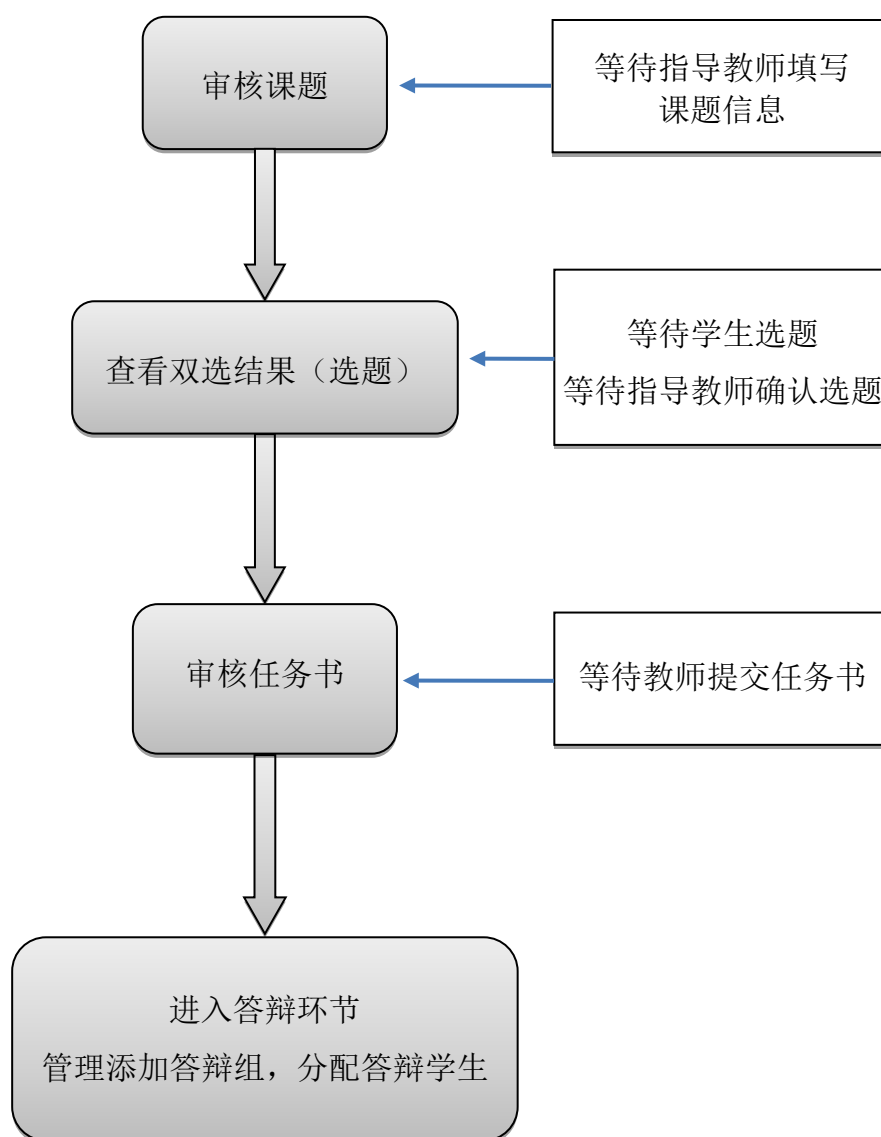 审核课题
等待指导教师填写
课题信息
查看双选结果（选题）
等待学生选题
等待指导教师确认选题
审核任务书
等待教师提交任务书
进入答辩环节
管理添加答辩组，分配答辩学生